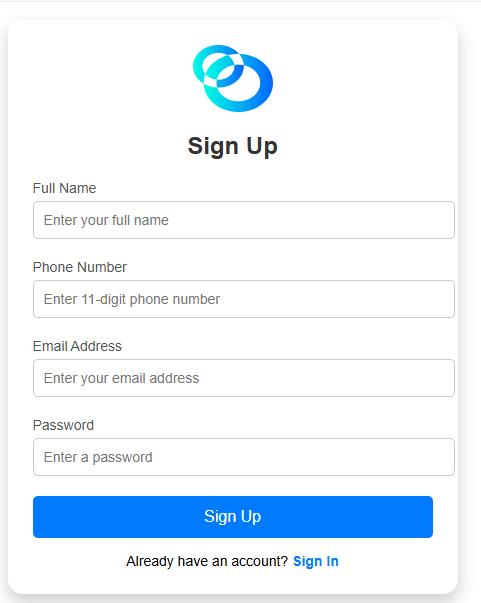 Sign Up
Full Name
Enter your full name
Phone Number
Enter 11-digit phone number
Email Address
Enter your email address
Password
Enter a password
Sign Up
Already have an account? Sign In